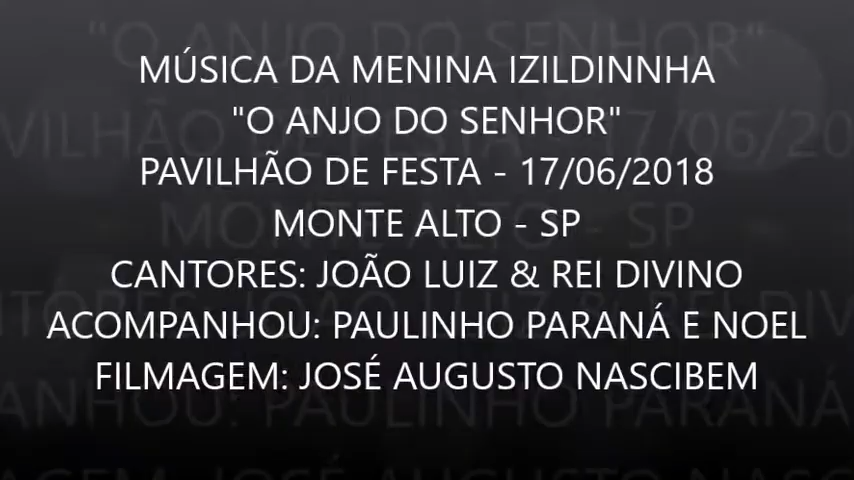 MÚSICA DA MENINA IZILDINNHA
"O ANJO DO SENHOR"
PAVILHÃO DE FESTA - 17/06/2018
MONTE ALTO - SP
CANTORES: JOÃO LUIZ & REI DIVINO
ACOMPANHOU: PAULINHO PARANÁ E NOEL
FILMAGEM: JOSÉ AUGUSTO NASCIBEM